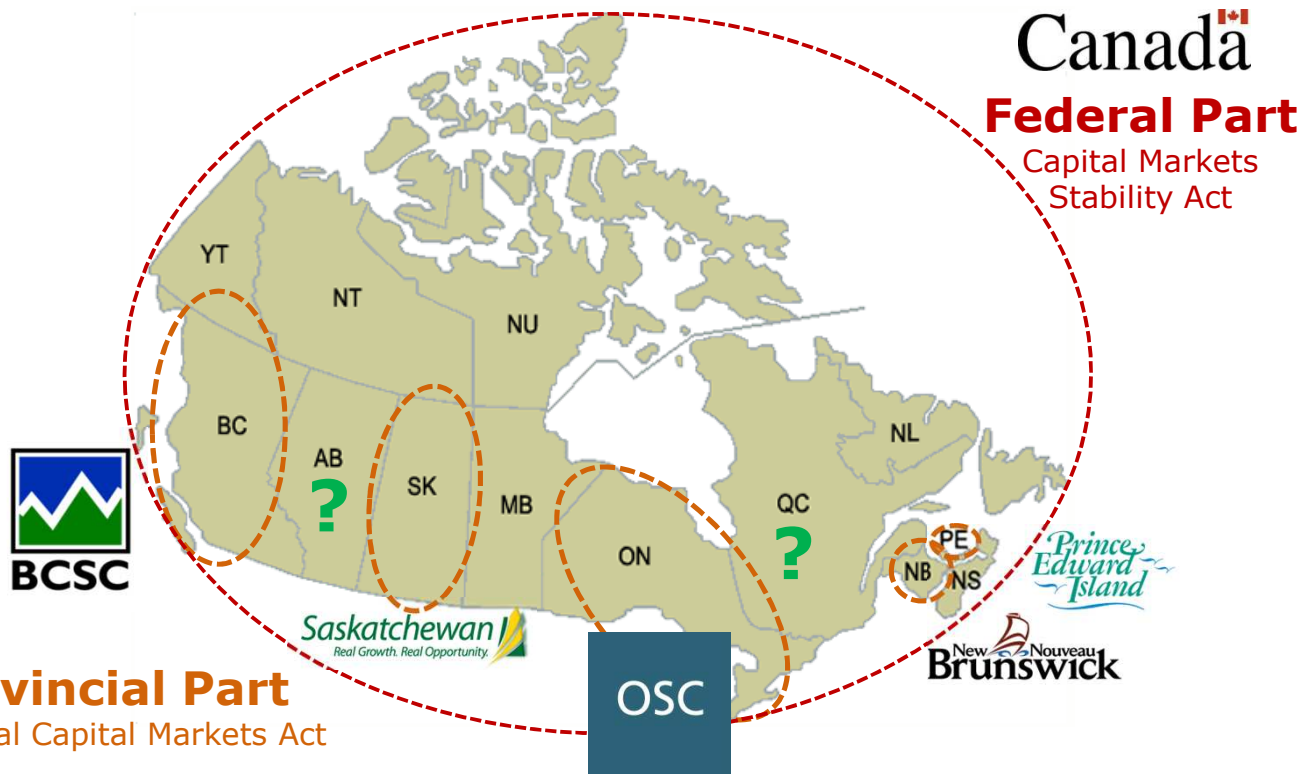 Canada
Federal Part
Capital Markets
Stability Act
YT
NT
NU
BC
AB
?
SK
MB
ON
QC
?
NL
PE
NB
NS
BCSC
Saskatchewan
Real Growth. Real Opportunity.
Prince
Edward
Island
New Nouveau
Brunswick
OSC
vincial Part
al Capital Markets Act